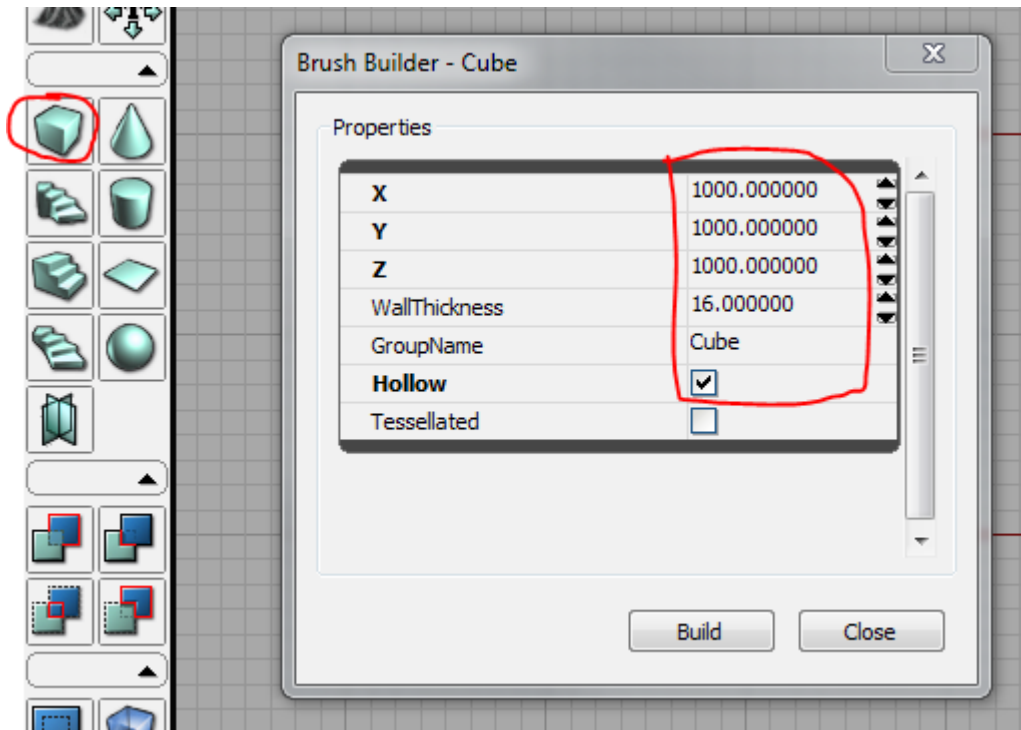 Brush Builder - Cube
Properties
X 1000.000000
Y 1000.000000
Z 1000.000000
WallThickness 16.000000
GroupName Cube
Hollow
Tessellated
Build Close